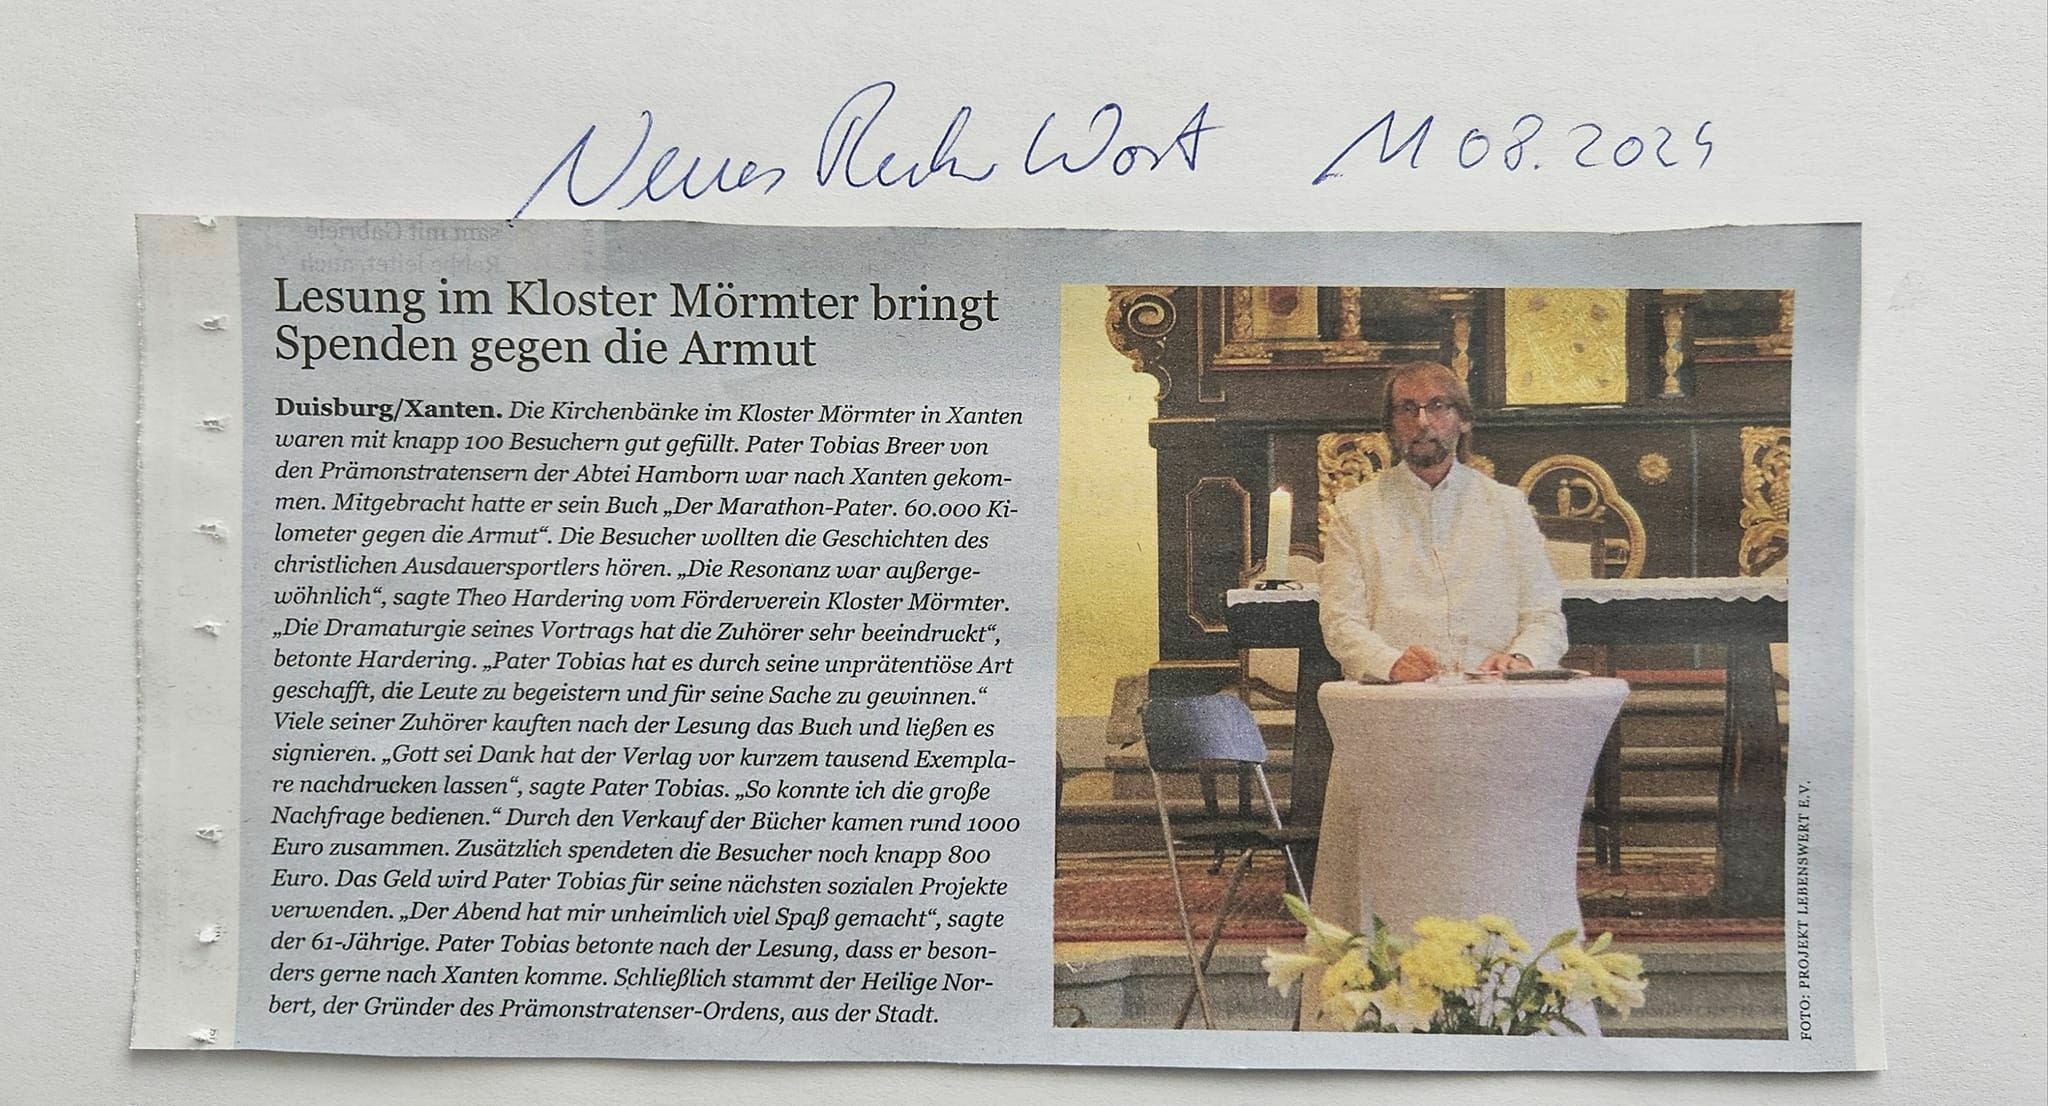 Neues Ruhr Wort 11 08.2024
Lesung im Kloster Mörmter bringt
Spenden gegen die Armut
Duisburg/Xanten. Die Kirchenbänke im Kloster Mörmter in Xanten
waren mit knapp 100 Besuchern gut gefüllt. Pater Tobias Breer von
den Prämonstratensern der Abtei Hamborn war nach Xanten gekom-
men. Mitgebracht hatte er sein Buch „Der Marathon-Pater. 60.000 Ki-
lometer gegen die Armut“. Die Besucher wollten die Geschichten des
christlichen Ausdauersportlers hören. „Die Resonanz war außerge-
wöhnlich“, sagte Theo Hardering vom Förderverein Kloster Mörmter.
„Die Dramaturgie seines Vortrags hat die Zuhörer sehr beeindruckt“,
betonte Hardering. „Pater Tobias hat es durch seine unprätentiöse Art
geschafft, die Leute zu begeistern und für seine Sache zu gewinnen.“
Viele seiner Zuhörer kauften nach der Lesung das Buch und ließen es
signieren. „Gott sei Dank hat der Verlag vor kurzem tausend Exempla-
re nachdrucken lassen“, sagte Pater Tobias. „So konnte ich die große
Nachfrage bedienen.“ Durch den Verkauf der Bücher kamen rund 1000
Euro zusammen. Zusätzlich spendeten die Besucher noch knapp 800
Euro. Das Geld wird Pater Tobias für seine nächsten sozialen Projekte
verwenden. „Der Abend hat mir unheimlich viel Spaß gemacht“, sagte
der 61-Jährige. Pater Tobias betonte nach der Lesung, dass er beson-
ders gerne nach Xanten komme. Schließlich stammt der Heilige Nor-
bert, der Gründer des Prämonstratenser-Ordens, aus der Stadt.
FOTO: PROJEKT LEBENSWERT E.V.